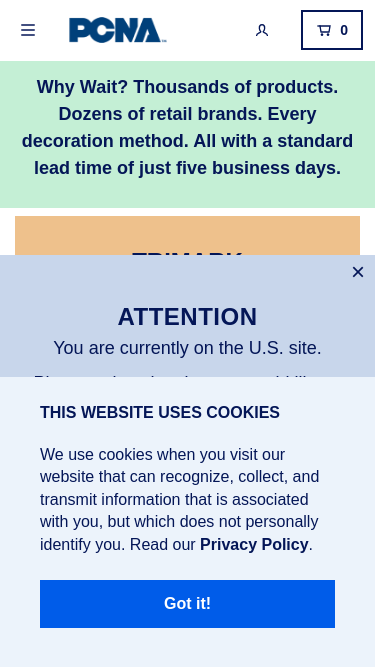 PCNA
0
Why Wait? Thousands of products.
Dozens of retail brands. Every
decoration method. All with a standard
lead time of just five business days.
ATTENTION
You are currently on the U.S. site.
THIS WEBSITE USES COOKIES
We use cookies when you visit our
website that can recognize, collect, and
transmit information that is associated
with you, but which does not personally
identify you. Read our Privacy Policy.
Got it!